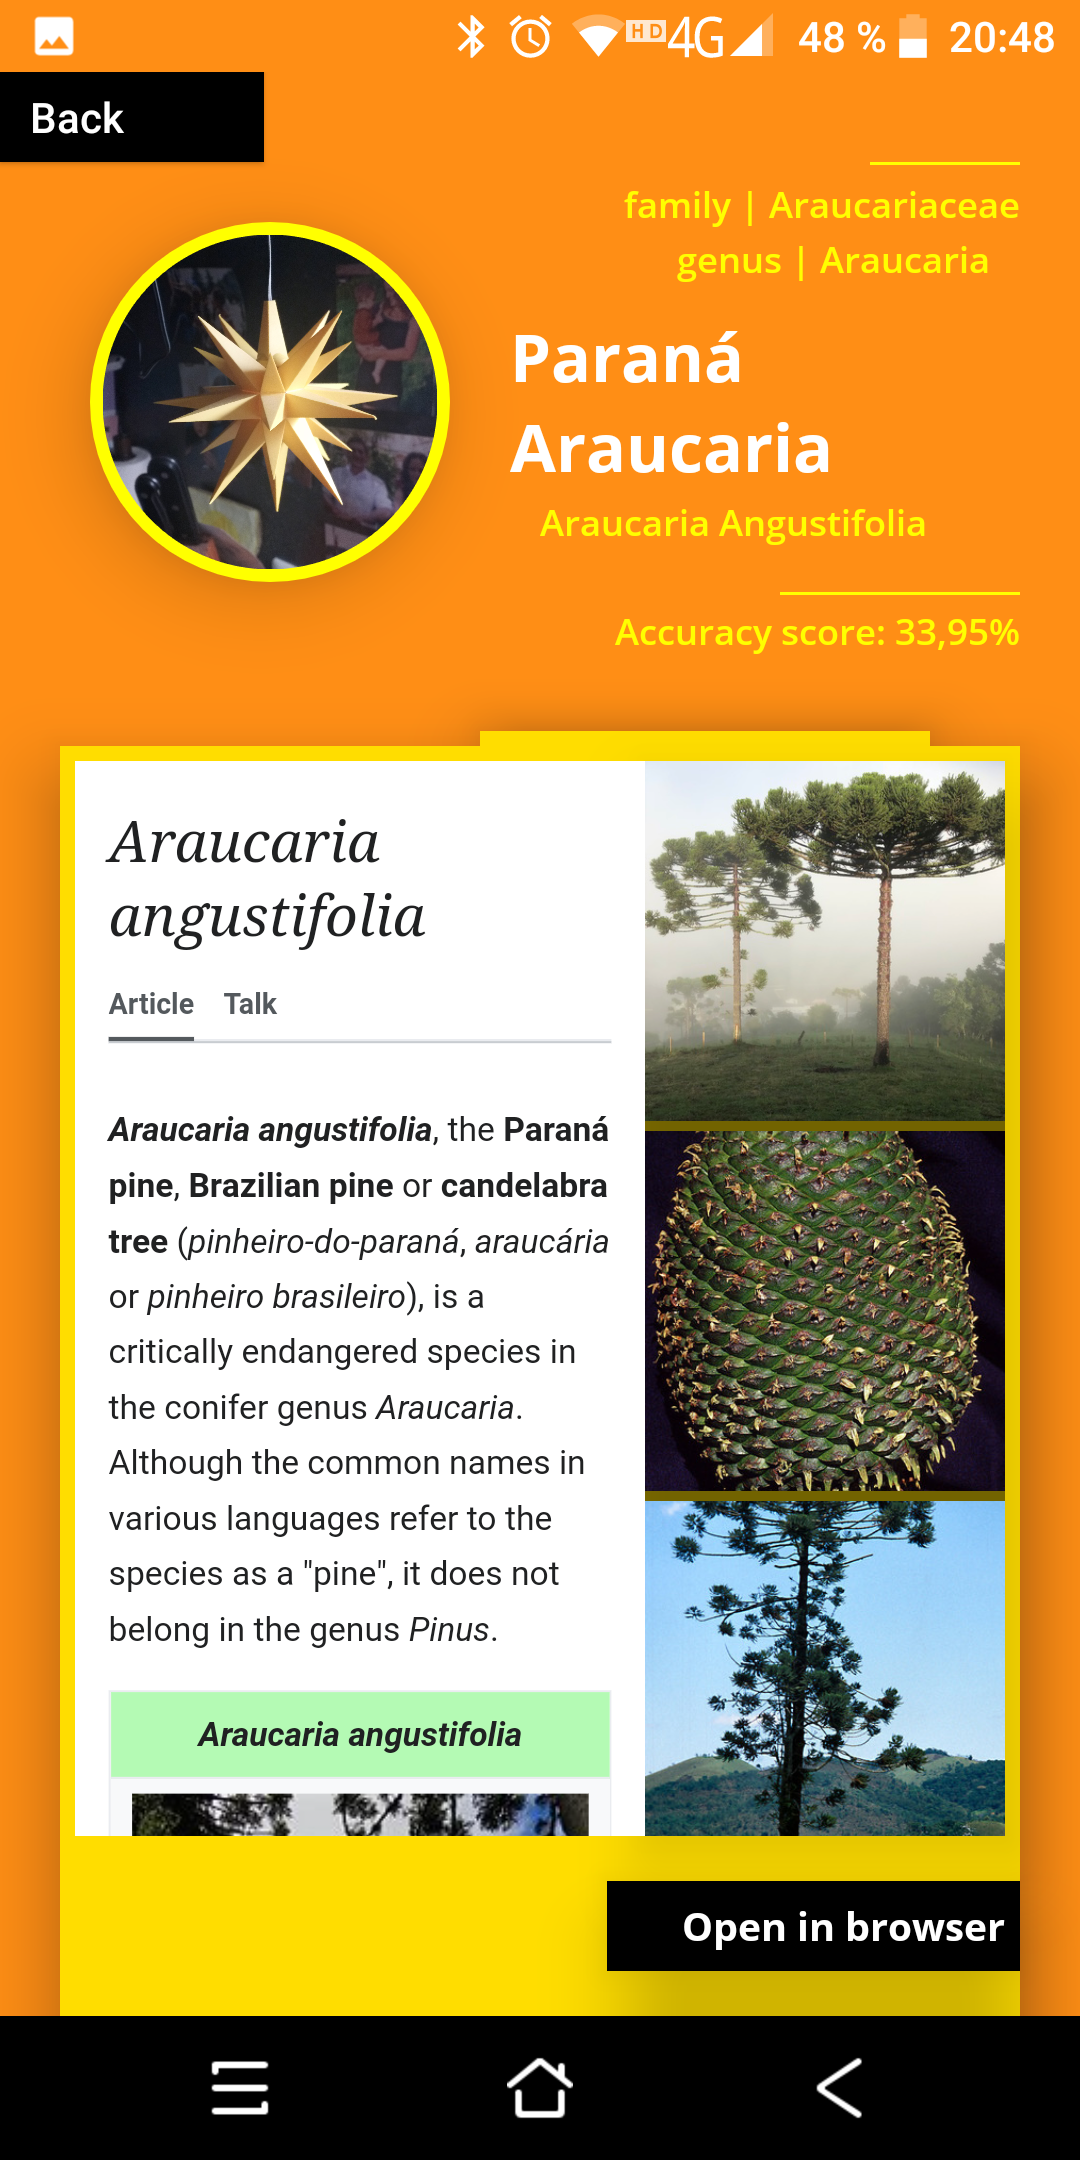 HD 4G 48 % 20:48
Back
family | Araucariaceae
genus | Araucaria
Paraná
Araucaria
Araucaria Angustifolia
Accuracy score: 33,95%
Araucaria
angustifolia
Article Talk
Araucaria angustifolia, the Paraná
pine, Brazilian pine or candelabra
tree (pinheiro-do-paraná, araucária
or pinheiro brasileiro), is a
critically endangered species in
the conifer genus Araucaria.
Although the common names in
various languages refer to the
species as a "pine", it does not
belong in the genus Pinus.
Araucaria angustifolia
Open in browser